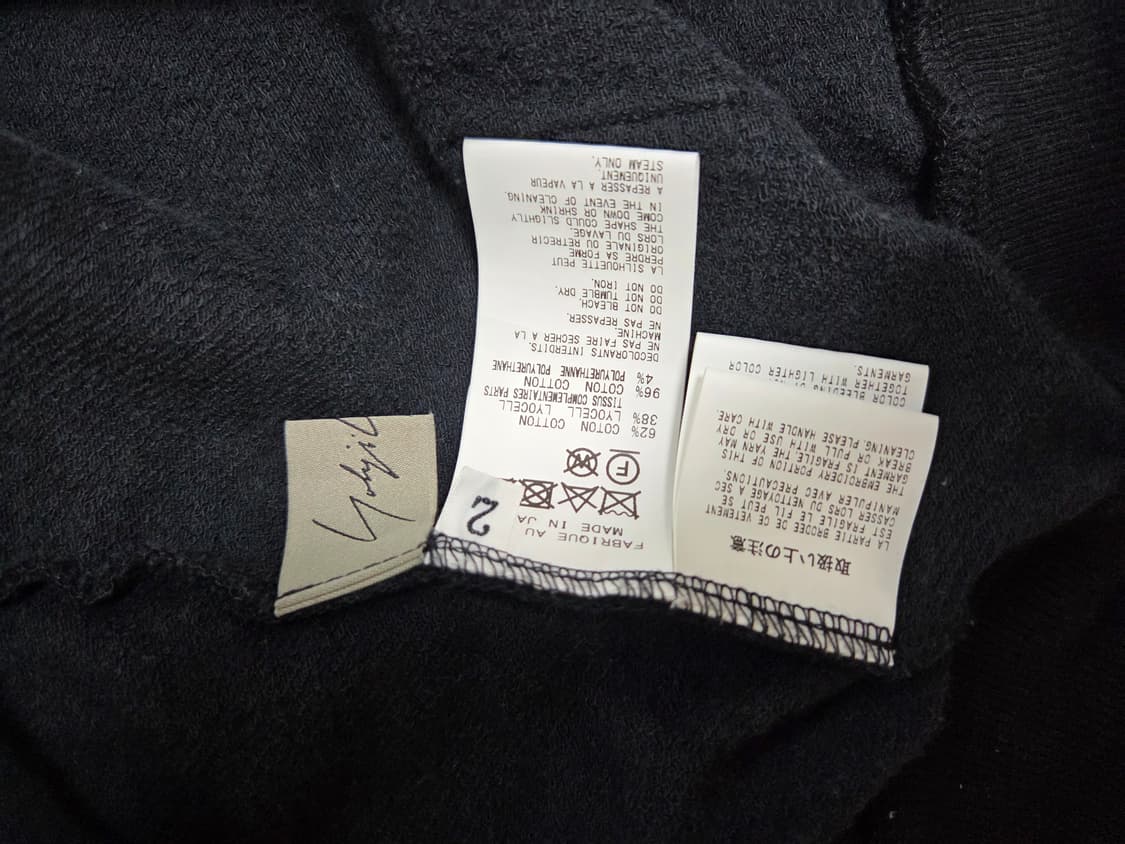 Yohji
FABRIQUE AU
MADE IN JA
2
F
W
62% COTON COTTON
38% LYOCELL LYOCELL
TISSUS COMPLEMENTAIRES PARTS
96% COTON COTTON
4% POLYURETHANNE POLYURETHANE
DECOLORANTS INTERDITS.
NE PAS FAIRE SECHER A LA
MACHINE.
NE PAS REPASSER.
DO NOT BLEACH.
DO NOT TUMBLE DRY.
DO NOT IRON.
LA SILHOUETTE PEUT
PERDRE SA FORME
ORIGINALE OU RETRECIR
LORS DU LAVAGE.
THE SHAPE COULD SLIGHTLY
COME DOWN OR SHRINK
IN THE EVENT OF CLEANING.
A REPASSER A LA VAPEUR
UNIQUEMENT.
STEAM ONLY.
取扱い上の注意
LA PARTIE BRODEE DE CE VETEMENT
EST FRAGILE LE FIL PEUT SE
CASSER LORS DU NETTOYAGE A SEC
MANIPULER AVEC PRECAUTIONS.
THE EMBROIDERY PORTION OF THIS
GARMENT IS FRAGILE THE YARN MAY
BREAK OR PULL WITH USE OR DRY
CLEANING. PLEASE HANDLE WITH CARE.
COLOR BLEEDING
TOGETHER WITH LIGHTER COLOR
GARMENTS.